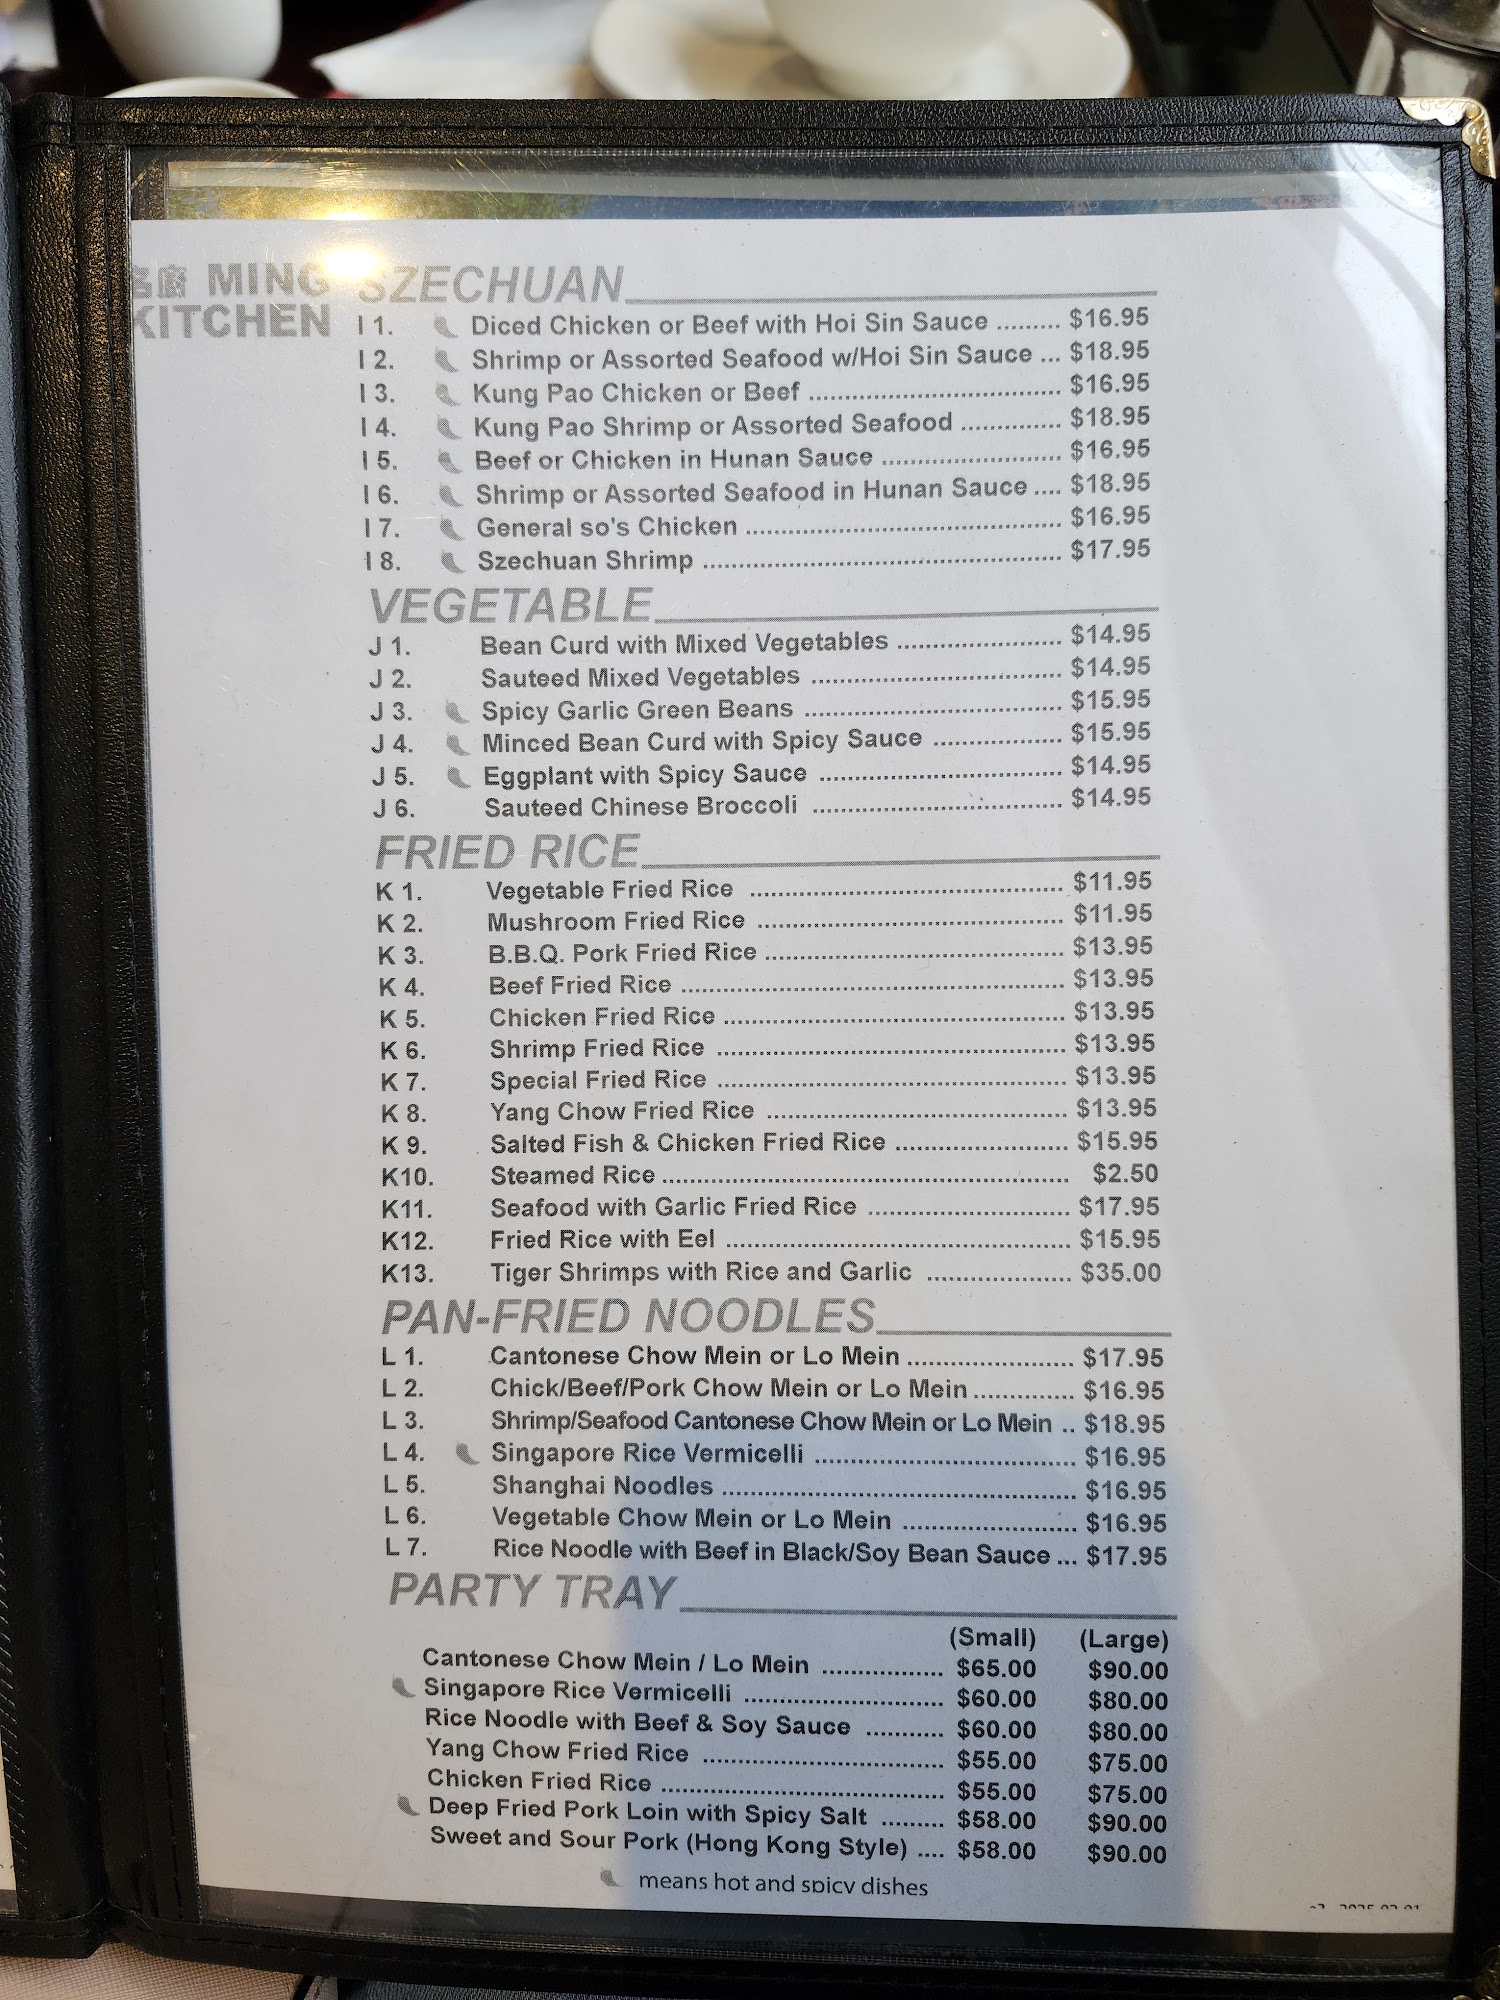 名廚 MING
KITCHEN
SZECHUAN
I 1. Diced Chicken or Beef with Hoi Sin Sauce ......... $16.95
I 2. Shrimp or Assorted Seafood w/Hoi Sin Sauce ... $18.95
I 3. Kung Pao Chicken or Beef .................................... $16.95
I 4. Kung Pao Shrimp or Assorted Seafood .............. $18.95
I 5. Beef or Chicken in Hunan Sauce ......................... $16.95
I 6. Shrimp or Assorted Seafood in Hunan Sauce .... $18.95
I 7. General so's Chicken ............................................. $16.95
I 8. Szechuan Shrimp ................................................... $17.95
VEGETABLE
J 1. Bean Curd with Mixed Vegetables ....................... $14.95
J 2. Sauteed Mixed Vegetables ................................... $14.95
J 3. Spicy Garlic Green Beans .................................... $15.95
J 4. Minced Bean Curd with Spicy Sauce .................. $15.95
J 5. Eggplant with Spicy Sauce .................................. $14.95
J 6. Sauteed Chinese Broccoli ................................... $14.95
FRIED RICE
K 1. Vegetable Fried Rice ............................................ $11.95
K 2. Mushroom Fried Rice ........................................... $11.95
K 3. B.B.Q. Pork Fried Rice .......................................... $13.95
K 4. Beef Fried Rice ...................................................... $13.95
K 5. Chicken Fried Rice ................................................ $13.95
K 6. Shrimp Fried Rice ................................................. $13.95
K 7. Special Fried Rice ................................................. $13.95
K 8. Yang Chow Fried Rice .......................................... $13.95
K 9. Salted Fish & Chicken Fried Rice ........................ $15.95
K10. Steamed Rice ......................................................... $2.50
K11. Seafood with Garlic Fried Rice ............................ $17.95
K12. Fried Rice with Eel ................................................ $15.95
K13. Tiger Shrimps with Rice and Garlic .................... $35.00
PAN-FRIED NOODLES
L 1. Cantonese Chow Mein or Lo Mein ....................... $17.95
L 2. Chick/Beef/Pork Chow Mein or Lo Mein .............. $16.95
L 3. Shrimp/Seafood Cantonese Chow Mein or Lo Mein .. $18.95
L 4. Singapore Rice Vermicelli .................................... $16.95
L 5. Shanghai Noodles ................................................. $16.95
L 6. Vegetable Chow Mein or Lo Mein ........................ $16.95
L 7. Rice Noodle with Beef in Black/Soy Bean Sauce ... $17.95
PARTY TRAY
(Small) (Large)
Cantonese Chow Mein / Lo Mein ................. $65.00 $90.00
Singapore Rice Vermicelli ............................ $60.00 $80.00
Rice Noodle with Beef & Soy Sauce ........... $60.00 $80.00
Yang Chow Fried Rice .................................. $55.00 $75.00
Chicken Fried Rice ........................................ $55.00 $75.00
Deep Fried Pork Loin with Spicy Salt ......... $58.00 $90.00
Sweet and Sour Pork (Hong Kong Style) .... $58.00 $90.00
means hot and spicy dishes